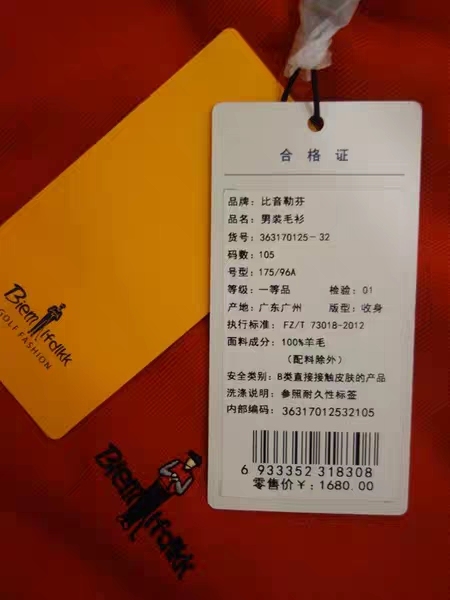 合格证
品牌: 比音勒芬
品名: 男装毛衫
货号: 363170125-32
码数: 105
号型: 175/96A
等级: 一等品 检验: 01
产地: 广东广州 版型: 收身
执行标准: FZ/T 73018-2012
面料成分: 100%羊毛
(配料除外)
安全类别: B类直接接触皮肤的产品
洗涤说明: 参照耐久性标签
内部编码: 36317012532105
6 933352 318308
零售价¥: 1680.00
Biemlfdlkk
GOLF FASHION
Biemlfdlkk